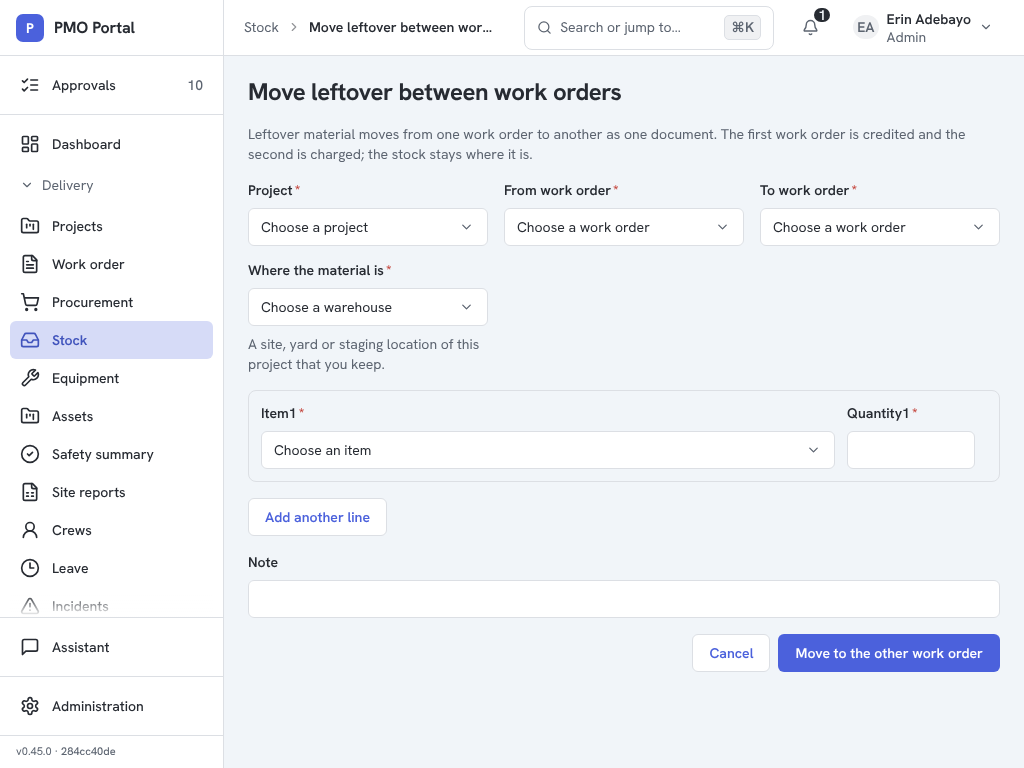 P PMO Portal
Stock > Move leftover between wor...
Search or jump to...
⌘K
1
EA
Erin Adebayo
Admin
Approvals 10
Dashboard
Delivery
Projects
Work order
Procurement
Stock
Equipment
Assets
Safety summary
Site reports
Crews
Leave
Incidents
Assistant
Administration
v0.45.0 · 284cc40de
Move leftover between work orders
Leftover material moves from one work order to another as one document. The first work order is credited and the
second is charged; the stock stays where it is.
Project * From work order * To work order *
Choose a project Choose a work order Choose a work order
Where the material is *
Choose a warehouse
A site, yard or staging location of this
project that you keep.
Item1 * Quantity1 *
Choose an item
Add another line
Note
Cancel Move to the other work order